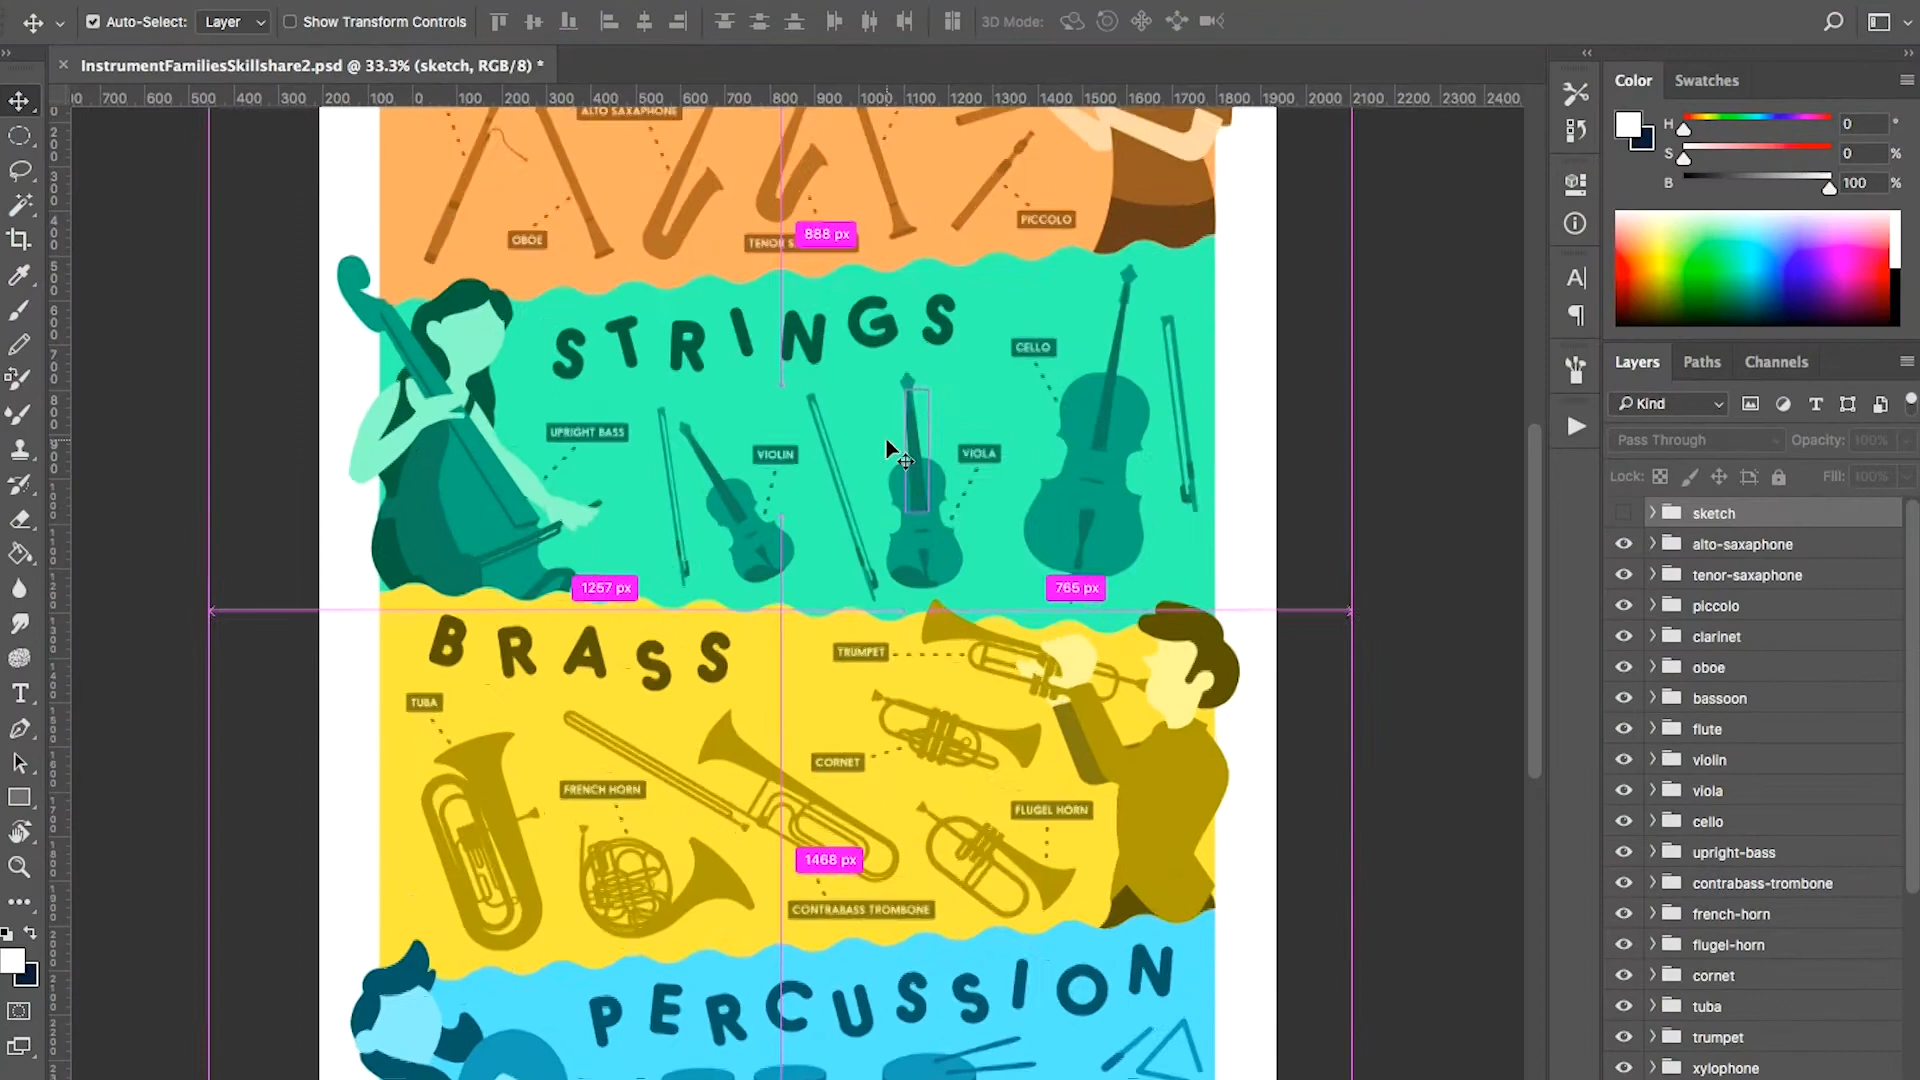 Auto-Select: Layer Show Transform Controls 3D Mode:
InstrumentFamiliesSkillshare2.psd @ 33.3% (sketch, RGB/8) *
Color Swatches
700 600 500 400 300 200 100 0 100 200 300 400 500 600 700 800 900 1000 1100 1200 1300 1400 1500 1600 1700 1800 1900 2000 2100 2200 2300 2400
H 0 °
S 0 %
B 100 %
ALTO SAXAPHONE
OBOE
TENOR S
888 px
PICCOLO
STRINGS
CELLO
UPRIGHT BASS
VIOLIN
VIOLA
1257 px
765 px
BRASS
TRUMPET
TUBA
CORNET
FRENCH HORN
FLUGEL HORN
1468 px
CONTRABASS TROMBONE
PERCUSSION
Layers Paths Channels
Kind
Pass Through Opacity: 100%
Lock: Fill: 100%
sketch
alto-saxaphone
tenor-saxaphone
piccolo
clarinet
oboe
bassoon
flute
violin
viola
cello
upright-bass
contrabass-trombone
french-horn
flugel-horn
cornet
tuba
trumpet
xylophone